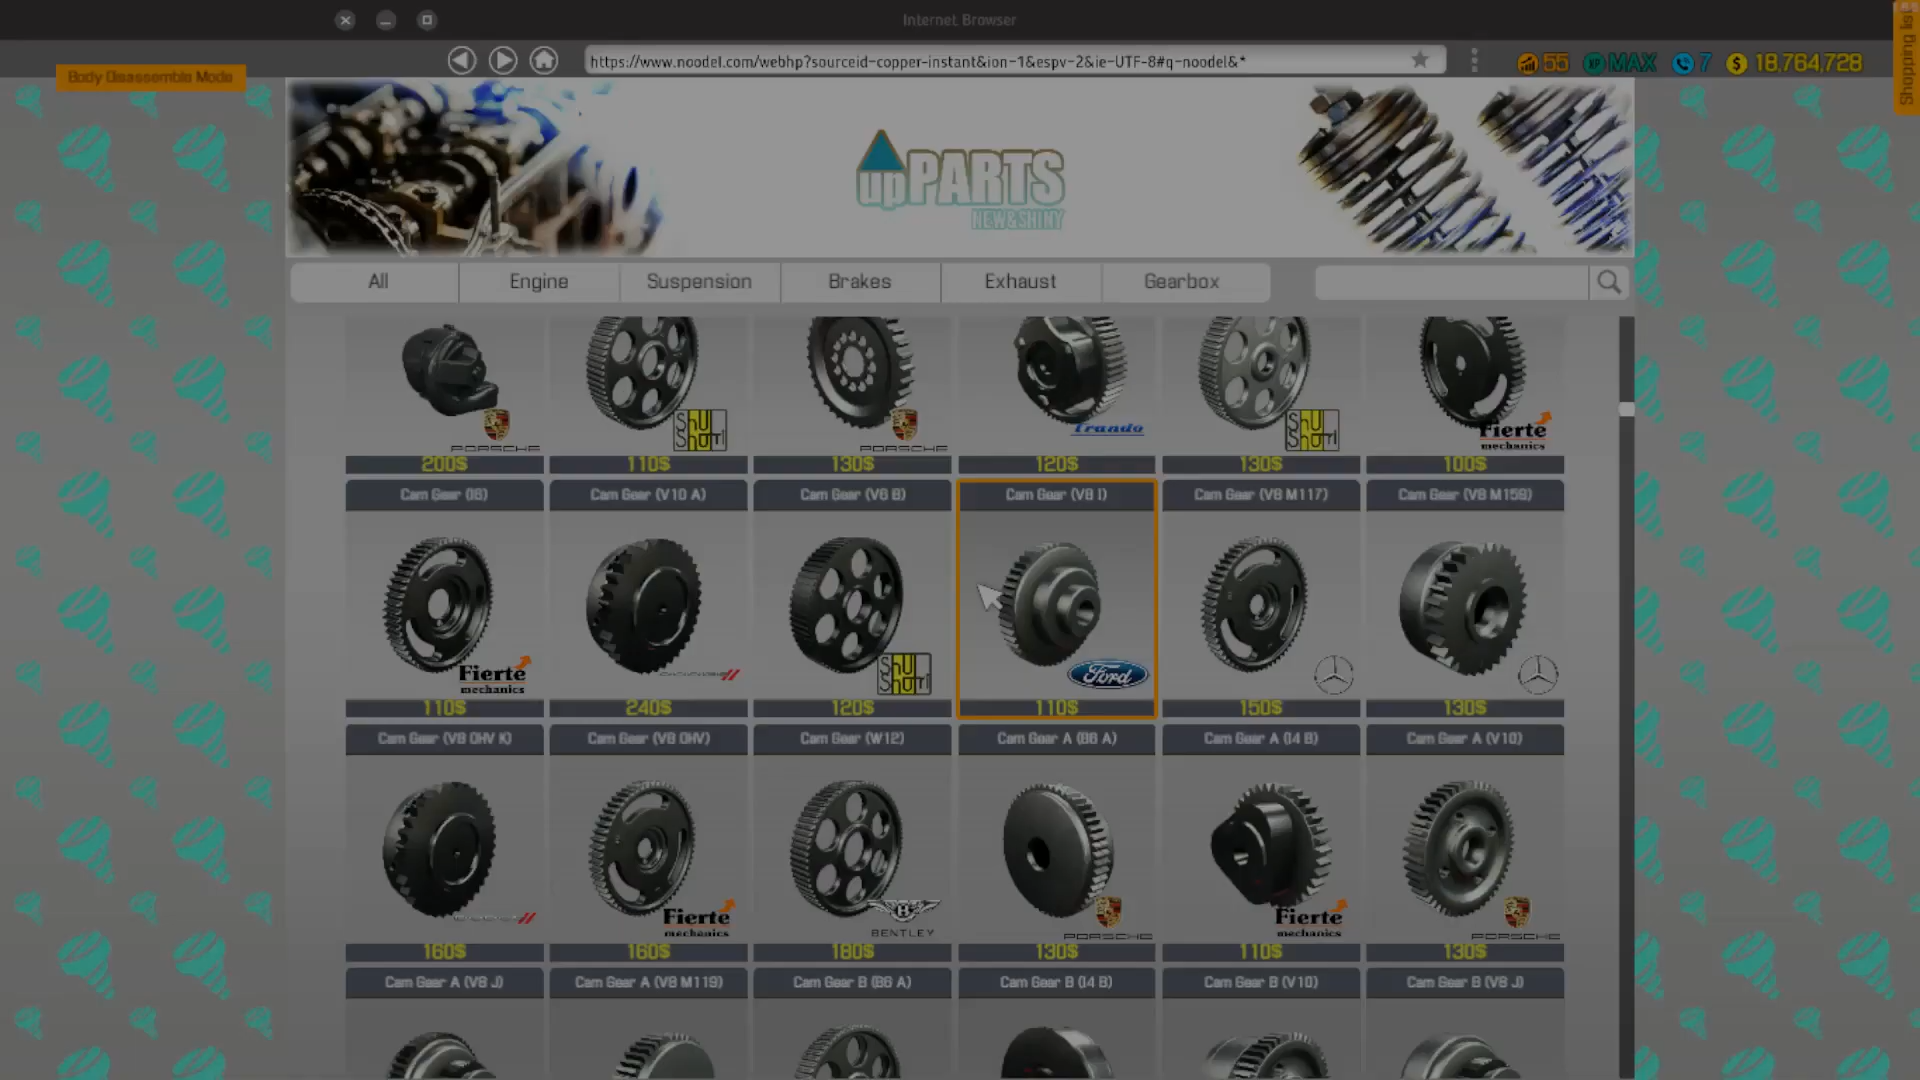 Internet Browser
https://www.noodel.com/webhp?sourceid-copper-instant&ion-1&espv-2&ie-UTF-8#q-noodel&*
55
XP MAX
7
$ 18,764,728
Shopping list
Body Disassemble Mode
upPARTS
NEW&SHINY
All
Engine
Suspension
Brakes
Exhaust
Gearbox
PORSCHE
Shut Shuri
PORSCHE
Trando
Shut Shuri
Fierte mechanics
200$
110$
130$
120$
130$
100$
Cam Gear (I6)
Cam Gear (V10 A)
Cam Gear (V6 B)
Cam Gear (V8 I)
Cam Gear (V8 M117)
Cam Gear (V8 M159)
Fierte mechanics
Ford
110$
240$
120$
110$
150$
130$
Cam Gear (V8 OHV K)
Cam Gear (V8 OHV)
Cam Gear (W12)
Cam Gear A (B6 A)
Cam Gear A (I4 B)
Cam Gear A (V10)
Fierte mechanics
BENTLEY
PORSCHE
Fierte mechanics
PORSCHE
160$
160$
180$
130$
110$
130$
Cam Gear A (V8 J)
Cam Gear A (V8 M119)
Cam Gear B (B6 A)
Cam Gear B (I4 B)
Cam Gear B (V10)
Cam Gear B (V8 J)